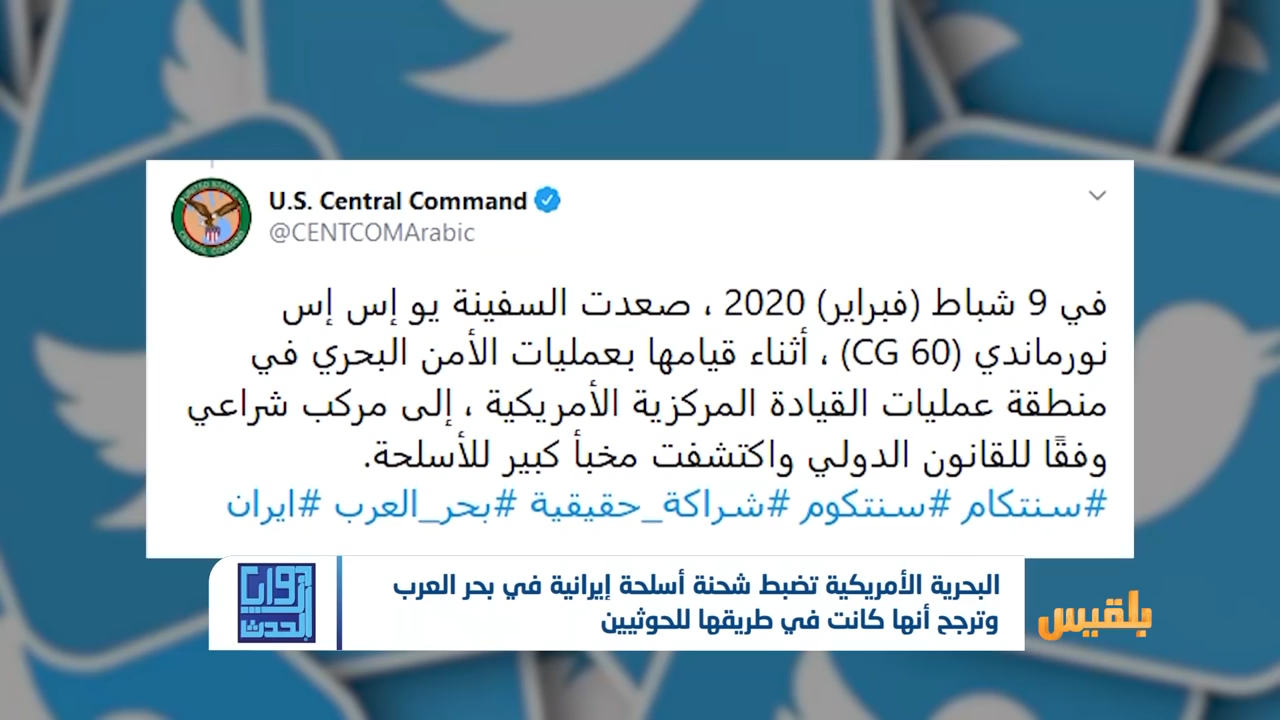 U.S. Central Command
@CENTCOMArabic
في 9 شباط (فبراير) 2020 ، صعدت السفينة يو إس إس
نورماندي (CG 60) ، أثناء قيامها بعمليات الأمن البحري في
منطقة عمليات القيادة المركزية الأمريكية ، إلى مركب شراعي
وفقًا للقانون الدولي واكتشفت مخبأ كبير للأسلحة.
#سنتكام #سنتكوم #شراكة_حقيقية #بحر_العرب #ايران
البحرية الأمريكية تضبط شحنة أسلحة إيرانية في بحر العرب
وترجح أنها كانت في طريقها للحوثيين
زوايا
الحدث
بلقيس